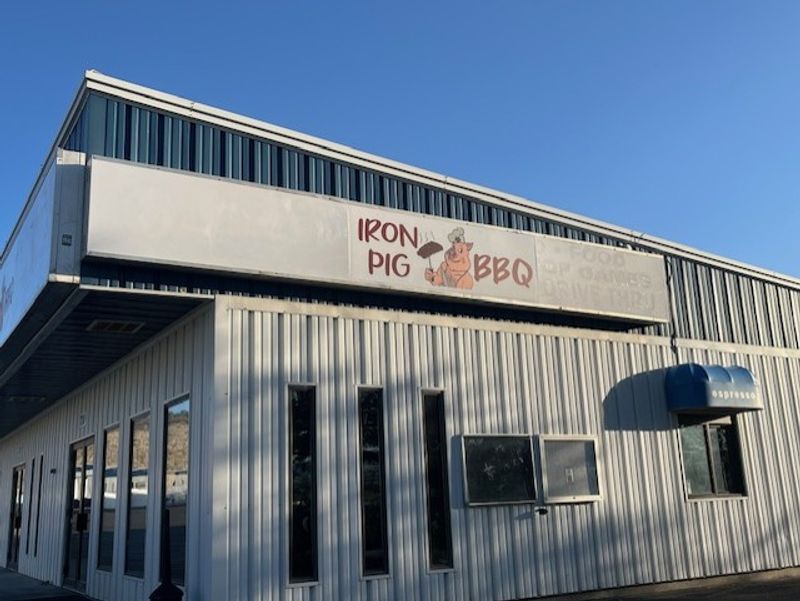 IRON
PIG BBQ
FOOD
OF GAMES
DRIVE THRU
espresso